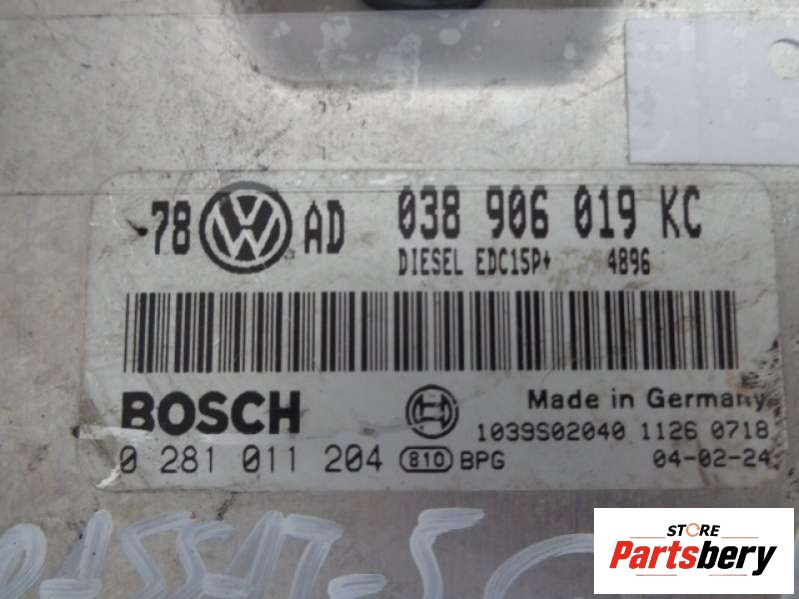 78 VW AD 038 906 019 KC
DIESEL EDC15P+ 4896
BOSCH
Made in Germany
1039S02040 1126 0718
0 281 011 204 810 BPG 04-02-24
STORE
Partsbery